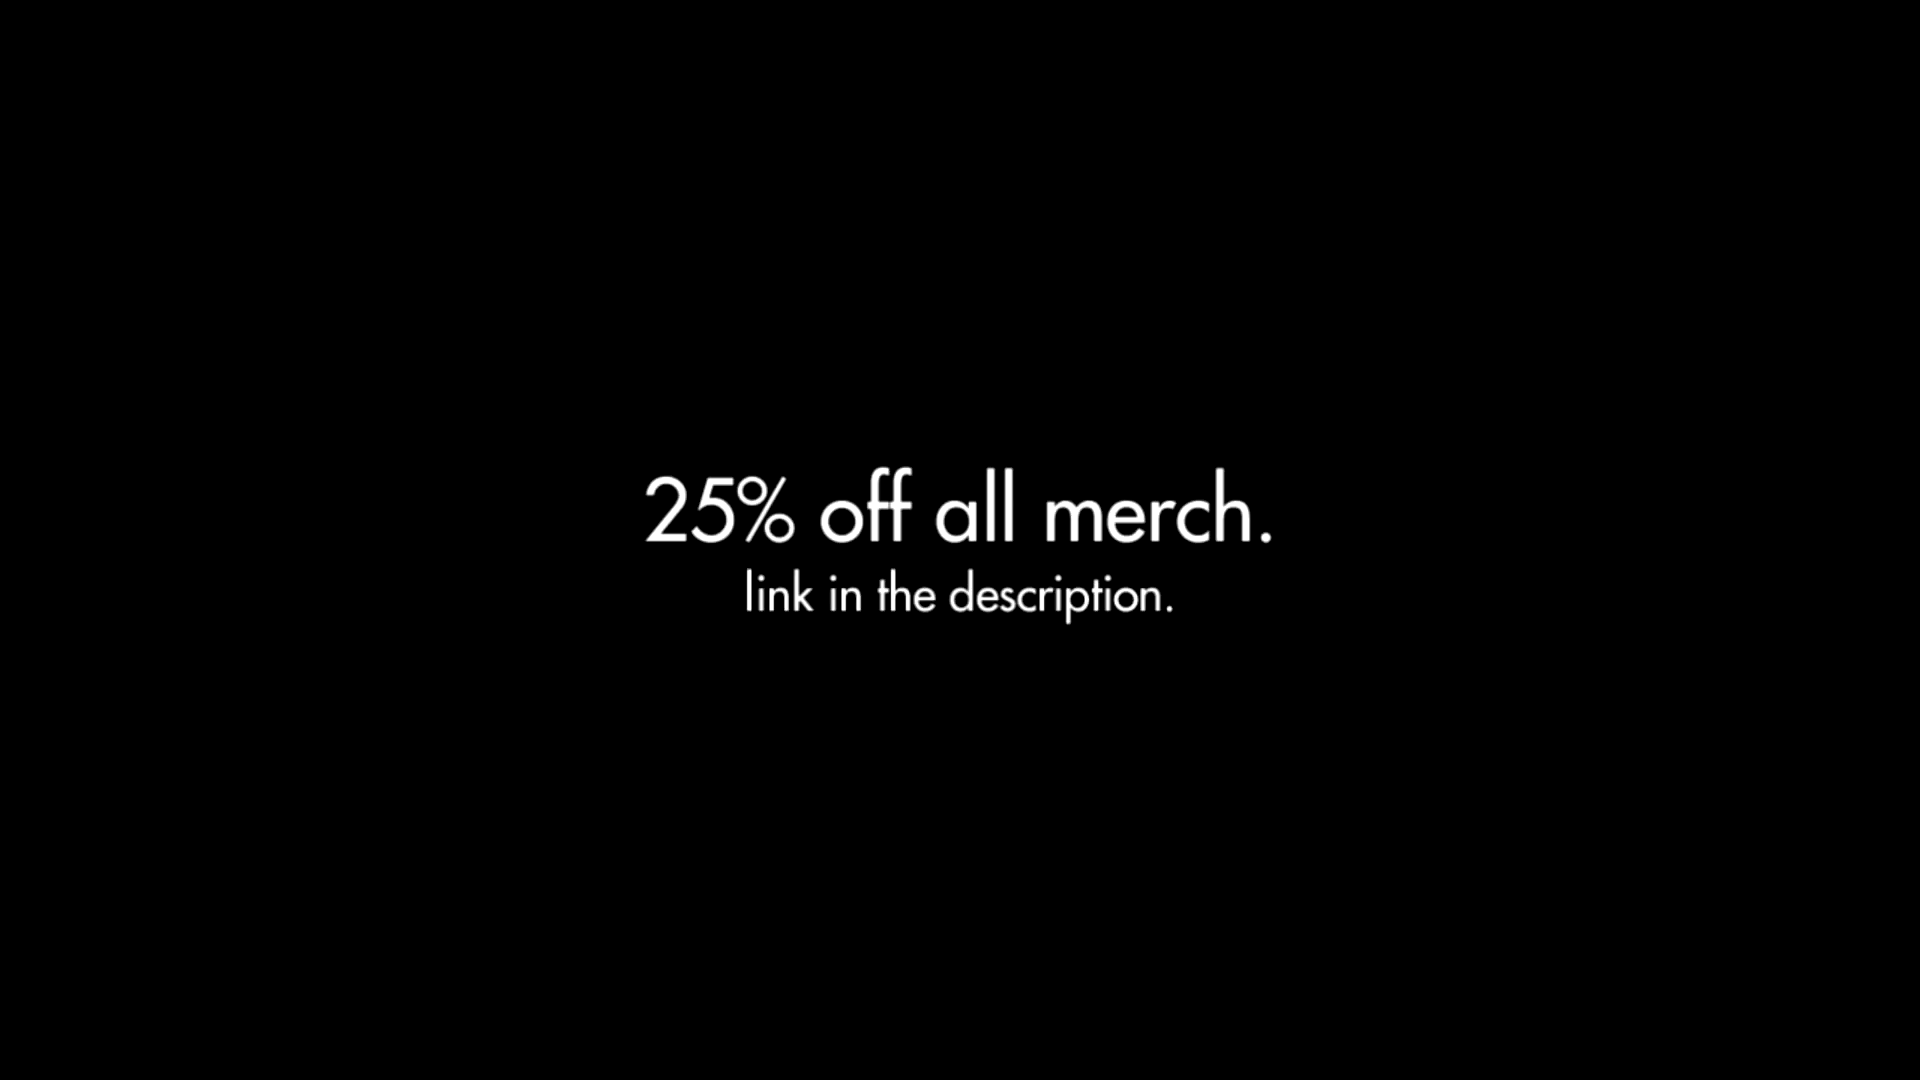 25% off all merch.
link in the description.